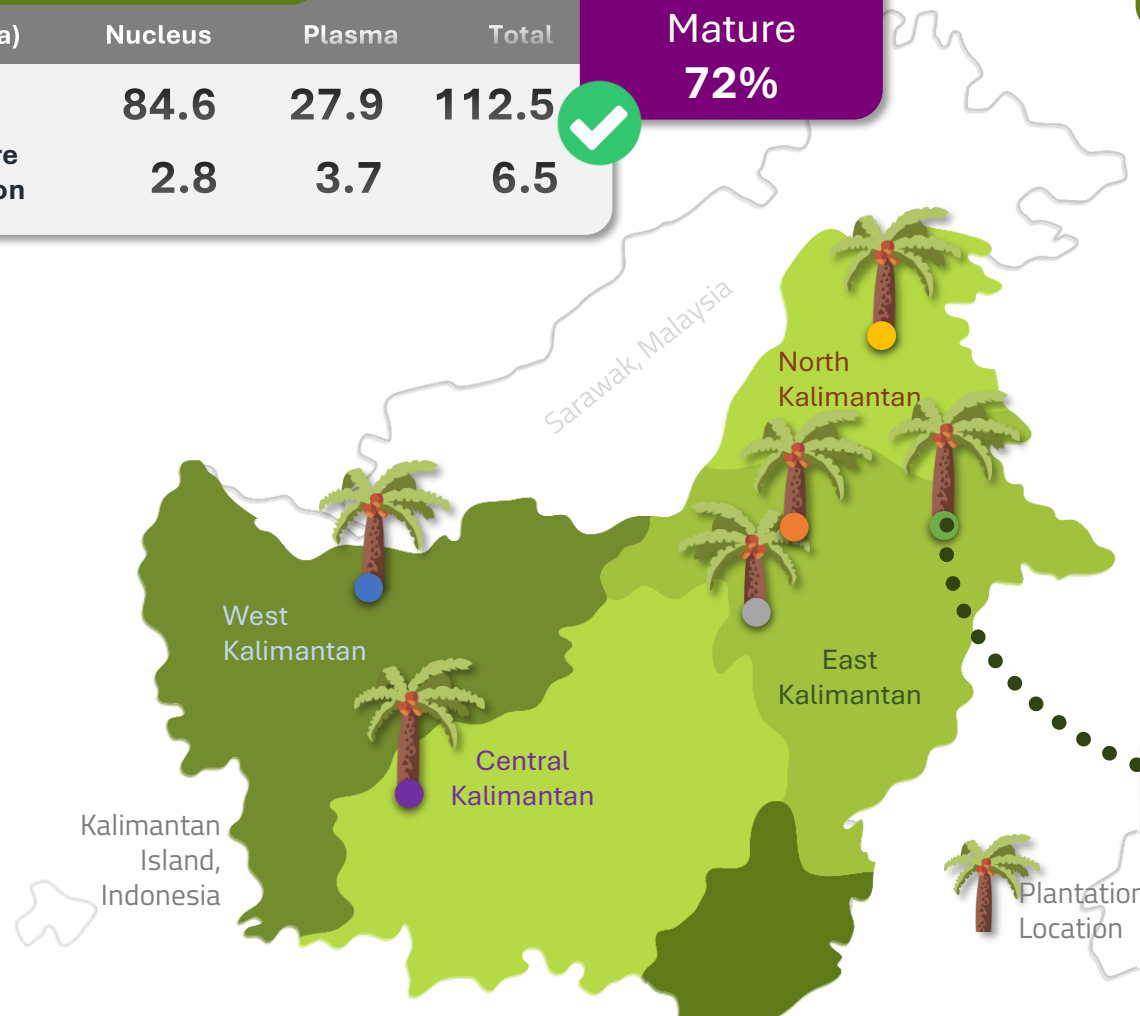 a) Nucleus Plasma Total
84.6 27.9 112.5
re
on 2.8 3.7 6.5
Mature
72%
Sarawak, Malaysia
North
Kalimantan
West
Kalimantan
East
Kalimantan
Central
Kalimantan
Kalimantan
Island,
Indonesia
Plantation
Location